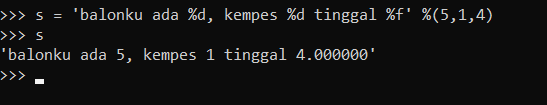 >>> s = 'balonku ada %d, kempes %d tinggal %f' %(5,1,4)
>>> s
'balonku ada 5, kempes 1 tinggal 4.000000'
>>>